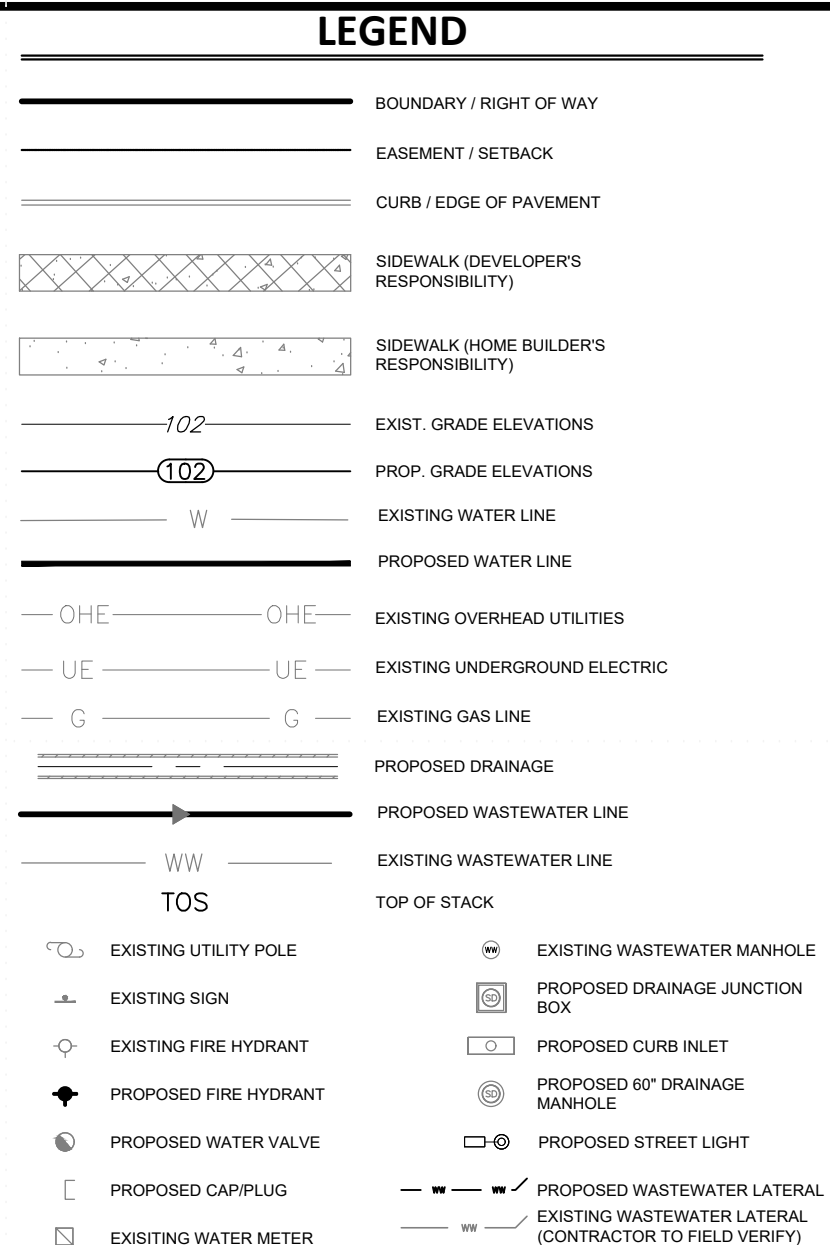 LEGEND
BOUNDARY / RIGHT OF WAY
EASEMENT / SETBACK
CURB / EDGE OF PAVEMENT
SIDEWALK (DEVELOPER'S
RESPONSIBILITY)
SIDEWALK (HOME BUILDER'S
RESPONSIBILITY)
102 EXIST. GRADE ELEVATIONS
102 PROP. GRADE ELEVATIONS
W EXISTING WATER LINE
PROPOSED WATER LINE
OHE OHE EXISTING OVERHEAD UTILITIES
UE UE EXISTING UNDERGROUND ELECTRIC
G G EXISTING GAS LINE
PROPOSED DRAINAGE
PROPOSED WASTEWATER LINE
WW EXISTING WASTEWATER LINE
TOS TOP OF STACK
EXISTING UTILITY POLE
EXISTING SIGN
EXISTING FIRE HYDRANT
PROPOSED FIRE HYDRANT
PROPOSED WATER VALVE
PROPOSED CAP/PLUG
EXISITING WATER METER
WW EXISTING WASTEWATER MANHOLE
SD PROPOSED DRAINAGE JUNCTION
BOX
PROPOSED CURB INLET
SD PROPOSED 60" DRAINAGE
MANHOLE
PROPOSED STREET LIGHT
WW WW PROPOSED WASTEWATER LATERAL
WW EXISTING WASTEWATER LATERAL
(CONTRACTOR TO FIELD VERIFY)